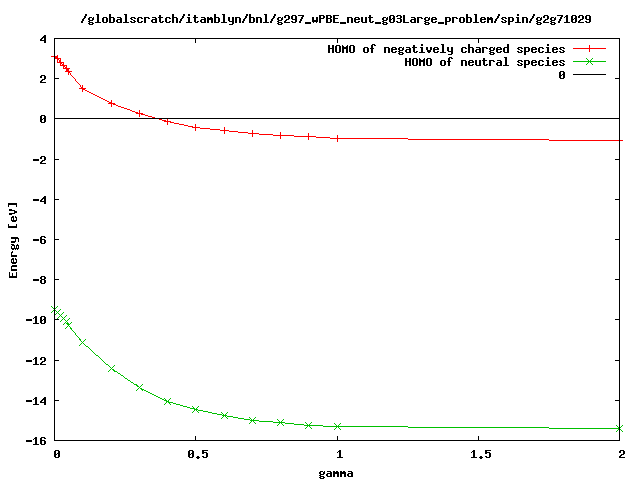 /globalscratch/itamblyn/bnl/g297_wPBE_neut_g03Large_problem/spin/g2g71029
HOMO of negatively charged species
HOMO of neutral species
0
4
2
0
-2
-4
-6
-8
-10
-12
-14
-16
Energy [eV]
0 0.5 1 1.5 2
gamma